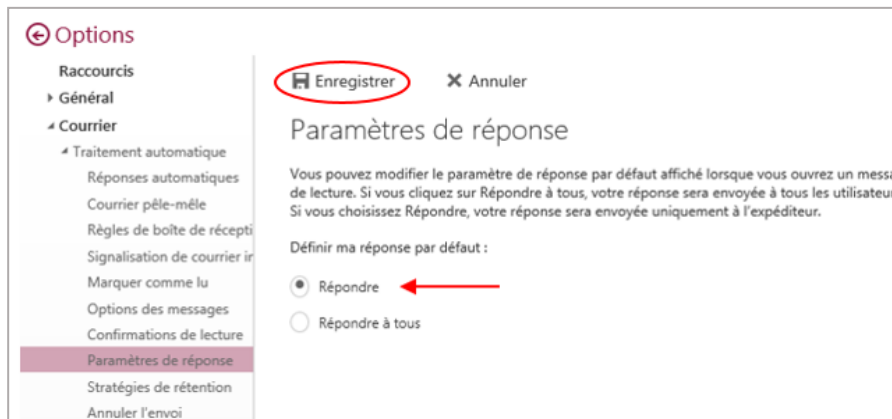 Options
Raccourcis
Général
Courrier
Traitement automatique
Réponses automatiques
Courrier pêle-mêle
Règles de boîte de récepti
Signalisation de courrier ir
Marquer comme lu
Options des messages
Confirmations de lecture
Paramètres de réponse
Stratégies de rétention
Annuler l'envoi
Enregistrer
Annuler
Paramètres de réponse
Vous pouvez modifier le paramètre de réponse par défaut affiché lorsque vous ouvrez un messa
de lecture. Si vous cliquez sur Répondre à tous, votre réponse sera envoyée à tous les utilisateur
Si vous choisissez Répondre, votre réponse sera envoyée uniquement à l'expéditeur.
Définir ma réponse par défaut :
Répondre
Répondre à tous